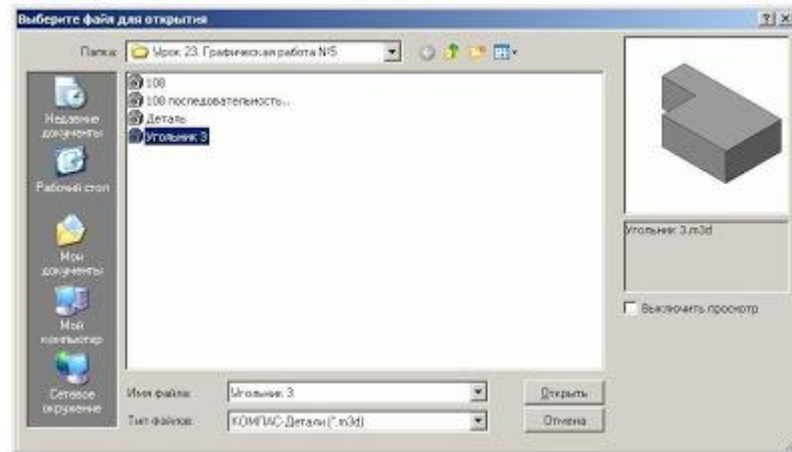 Выберите файл для открытия
Папка: Урок 23. Графическая работа №5
108
108 последовательность..
Деталь
Угольник 3
Недавние документы
Рабочий стол
Мои документы
Мой компьютер
Сетевое окружение
Угольник 3.m3d
Выключить просмотр
Имя файла: Угольник 3 Открыть
Тип файлов: КОМПАС-Детали (*.m3d) Отмена